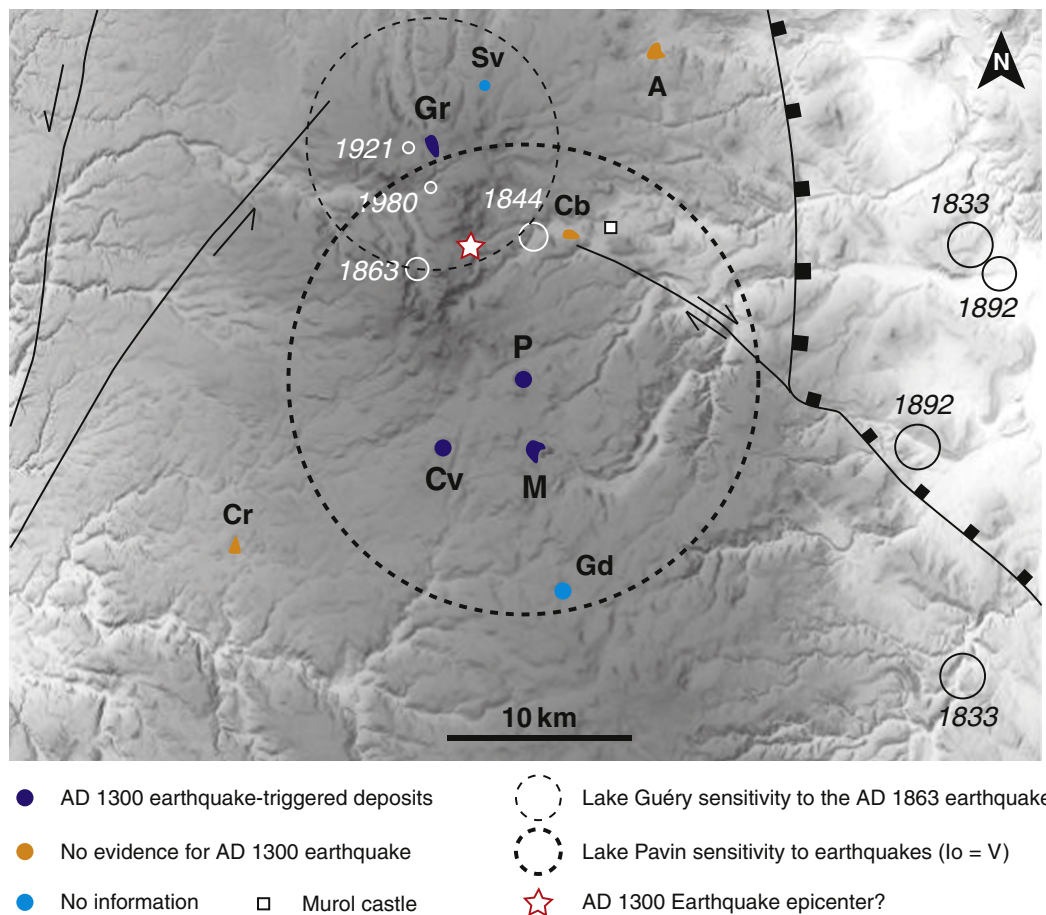 N
Sv
A
Gr
1921
1980
1844
Cb
1863
1833
1892
P
1892
Cv
M
Cr
Gd
1833
10 km
AD 1300 earthquake-triggered deposits
Lake Guéry sensitivity to the AD 1863 earthquake
No evidence for AD 1300 earthquake
Lake Pavin sensitivity to earthquakes (Io = V)
No information
Murol castle
AD 1300 Earthquake epicenter?